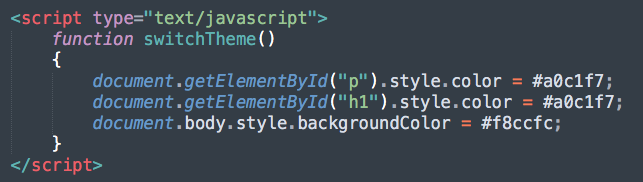 <script type="text/javascript">
    function switchTheme()
    {
        document.getElementById("p").style.color = #a0c1f7;
        document.getElementById("h1").style.color = #a0c1f7;
        document.body.style.backgroundColor = #f8ccfc;
    }
</script>